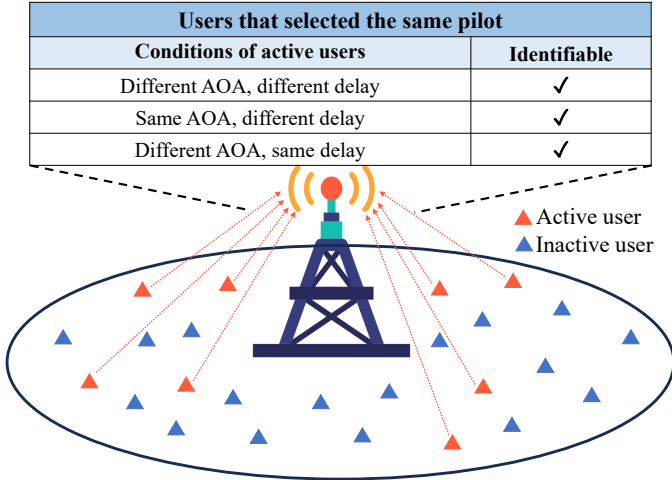 Users that selected the same pilot
Conditions of active users Identifiable
Different AOA, different delay ✓
Same AOA, different delay ✓
Different AOA, same delay ✓
Active user
Inactive user